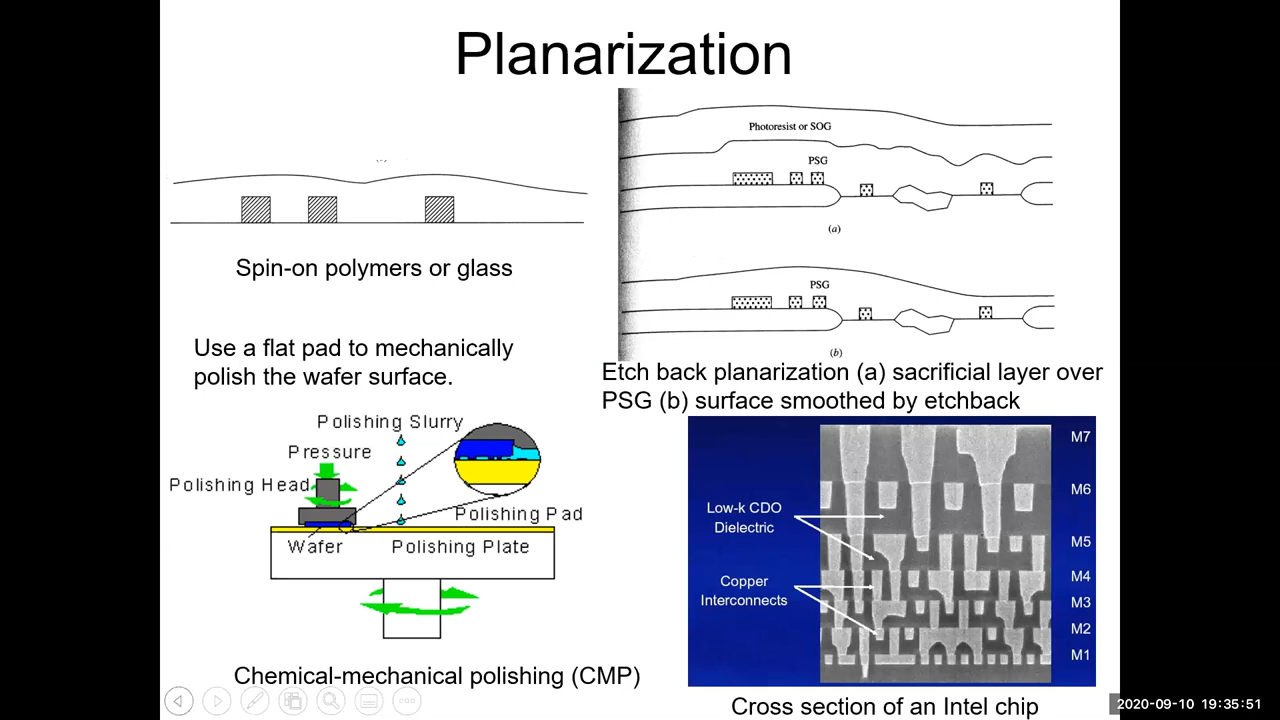 Planarization
Photoresist or SOG
PSG
(a)
Spin-on polymers or glass
PSG
(b)
Use a flat pad to mechanically
polish the wafer surface.
Etch back planarization (a) sacrificial layer over
PSG (b) surface smoothed by etchback
Polishing Slurry
Pressure
Polishing Head
Polishing Pad
Wafer
Polishing Plate
Chemical-mechanical polishing (CMP)
M7
M6
Low-k CDO
Dielectric
M5
Copper
Interconnects
M4
M3
M2
M1
Cross section of an Intel chip
2020-09-10 19:35:51